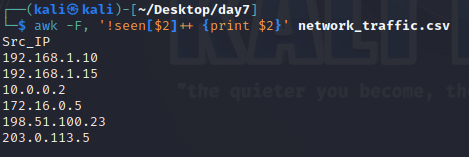 (kali㉿kali)-[~/Desktop/day7]
$ awk -F, '!seen[$2]++ {print $2}' network_traffic.csv
Src_IP
192.168.1.10
192.168.1.15
10.0.0.2
172.16.0.5
198.51.100.23
203.0.113.5
"the quieter you become, the